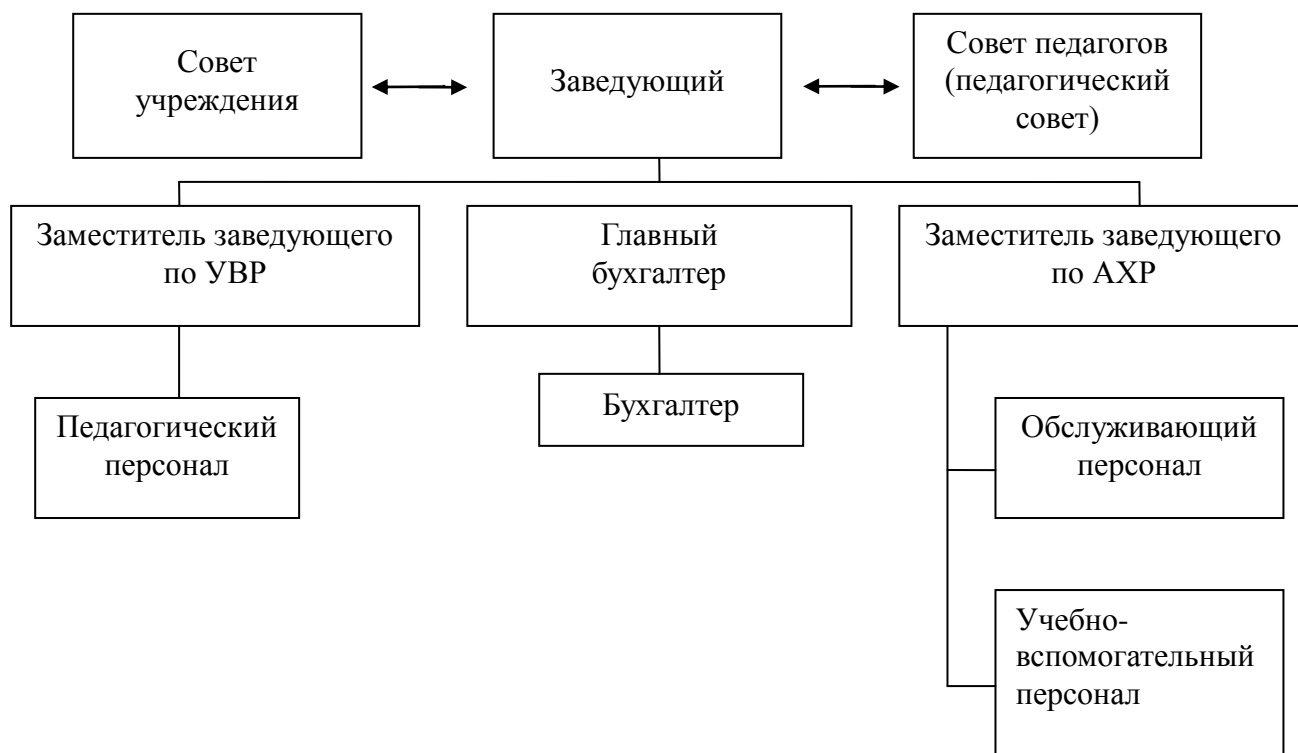 Совет
учреждения
Заведующий
Совет педагогов
(педагогический
совет)
Заместитель заведующего
по УВР
Главный
бухгалтер
Заместитель заведующего
по АХР
Педагогический
персонал
Бухгалтер
Обслуживающий
персонал
Учебно-
вспомогательный
персонал